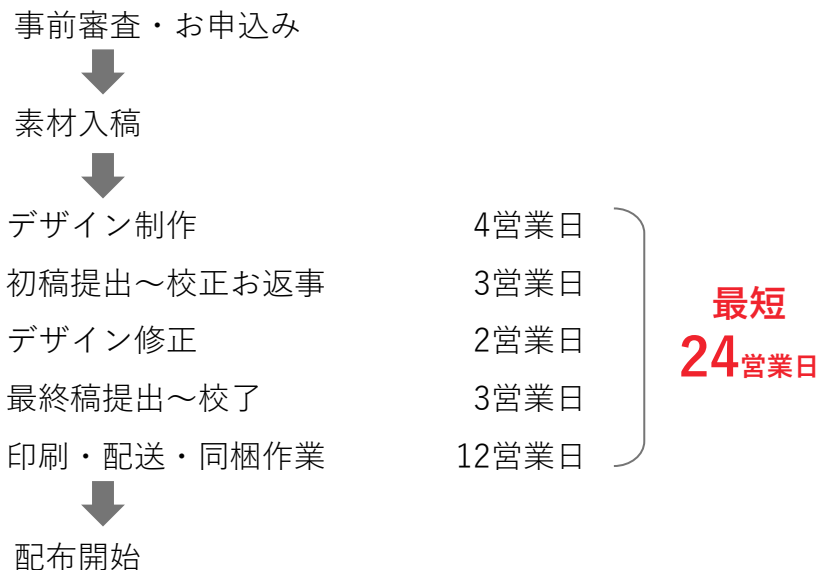 事前審査・お申込み
素材入稿
デザイン制作 4営業日
初稿提出～校正お返事 3営業日
デザイン修正 2営業日
最終稿提出～校了 3営業日
印刷・配送・同梱作業 12営業日
最短
24営業日
配布開始